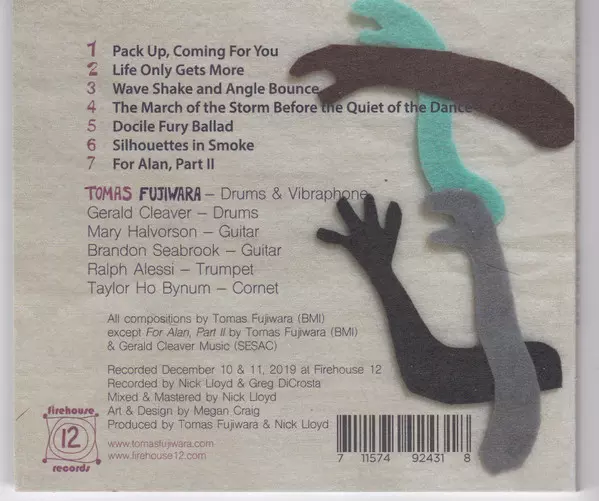 1 Pack Up, Coming For You
2 Life Only Gets More
3 Wave Shake and Angle Bounce
4 The March of the Storm Before the Quiet of the Dance
5 Docile Fury Ballad
6 Silhouettes in Smoke
7 For Alan, Part II
TOMAS FUJIWARA – Drums & Vibraphone
Gerald Cleaver – Drums
Mary Halvorson – Guitar
Brandon Seabrook – Guitar
Ralph Alessi – Trumpet
Taylor Ho Bynum – Cornet
All compositions by Tomas Fujiwara (BMI)
except For Alan, Part II by Tomas Fujiwara (BMI)
& Gerald Cleaver Music (SESAC)
Recorded December 10 & 11, 2019 at Firehouse 12
Recorded by Nick Lloyd & Greg DiCrosta
Mixed & Mastered by Nick Lloyd
Art & Design by Megan Craig
Produced by Tomas Fujiwara & Nick Lloyd
www.tomasfujiwara.com
www.firehouse12.com
firehouse
12
records
7 11574 92431 8